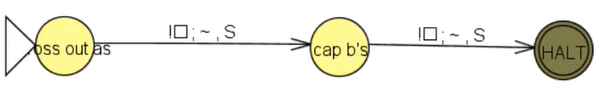 oss out as
!□;~,S
cap b's
!□;~,S
HALT